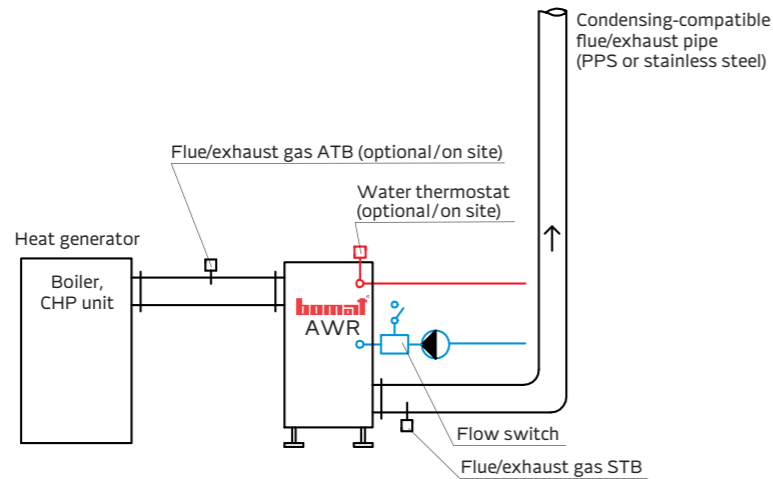 Condensing-compatible
flue/exhaust pipe
(PPS or stainless steel)
Flue/exhaust gas ATB (optional/on site)
Water thermostat
(optional/on site)
Heat generator
Boiler,
CHP unit
bomat
AWR
Flow switch
Flue/exhaust gas STB